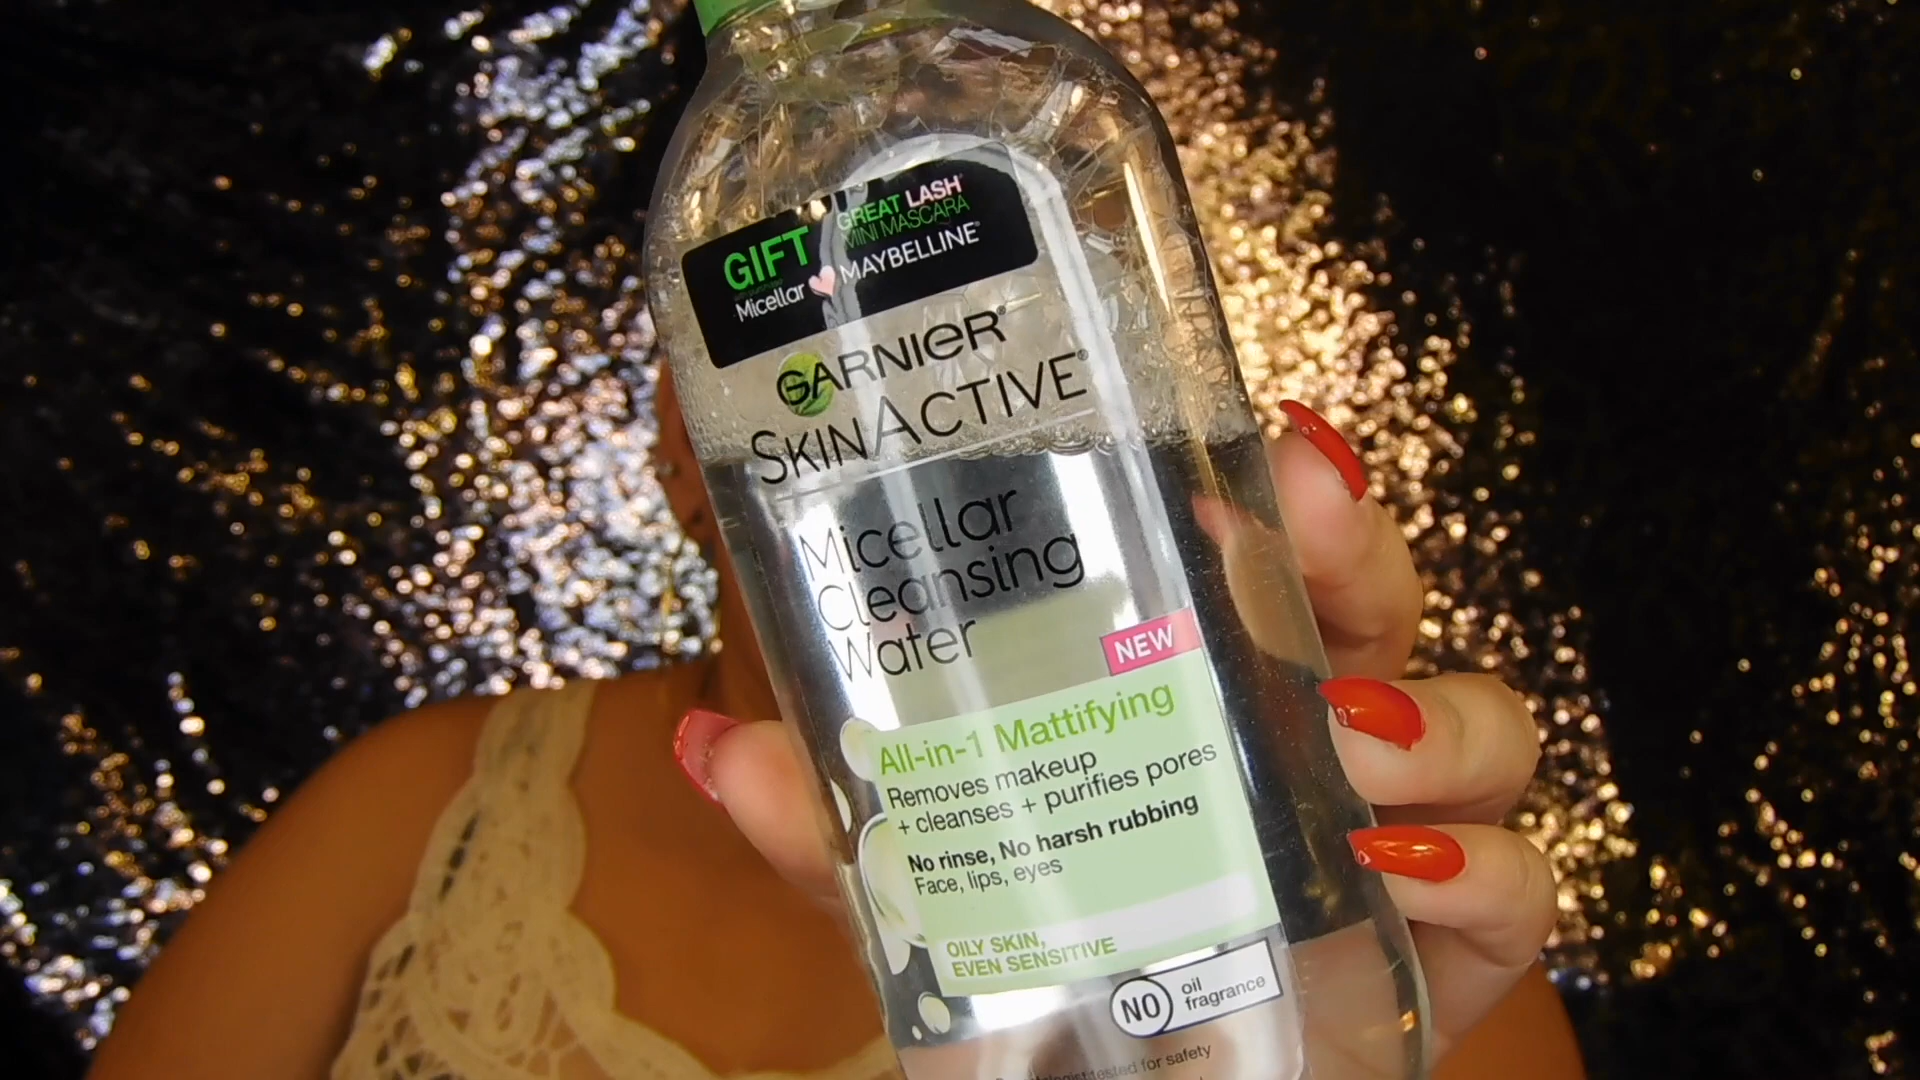 GIFT
Micellar
GREAT LASH
MINI MASCARA
MAYBELLINE
GARNIER
SKINACTIVE
Micellar
Cleansing
Water
NEW
All-in-1 Mattifying
Removes makeup
+ cleanses + purifies pores
No rinse, No harsh rubbing
Face, lips, eyes
OILY SKIN,
EVEN SENSITIVE
NO oil
fragrance
tested for safety